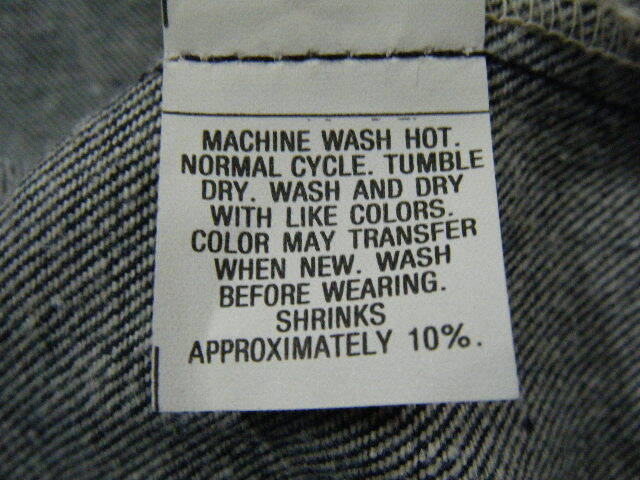 MACHINE WASH HOT.
NORMAL CYCLE. TUMBLE
DRY. WASH AND DRY
WITH LIKE COLORS.
COLOR MAY TRANSFER
WHEN NEW. WASH
BEFORE WEARING.
SHRINKS
APPROXIMATELY 10%.